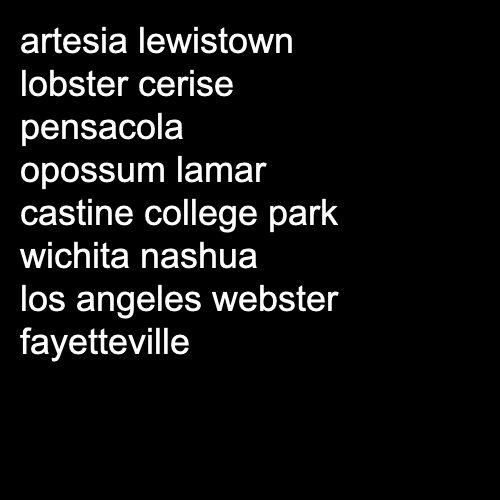 artesia lewistown
lobster cerise
pensacola
opossum lamar
castine college park
wichita nashua
los angeles webster
fayetteville